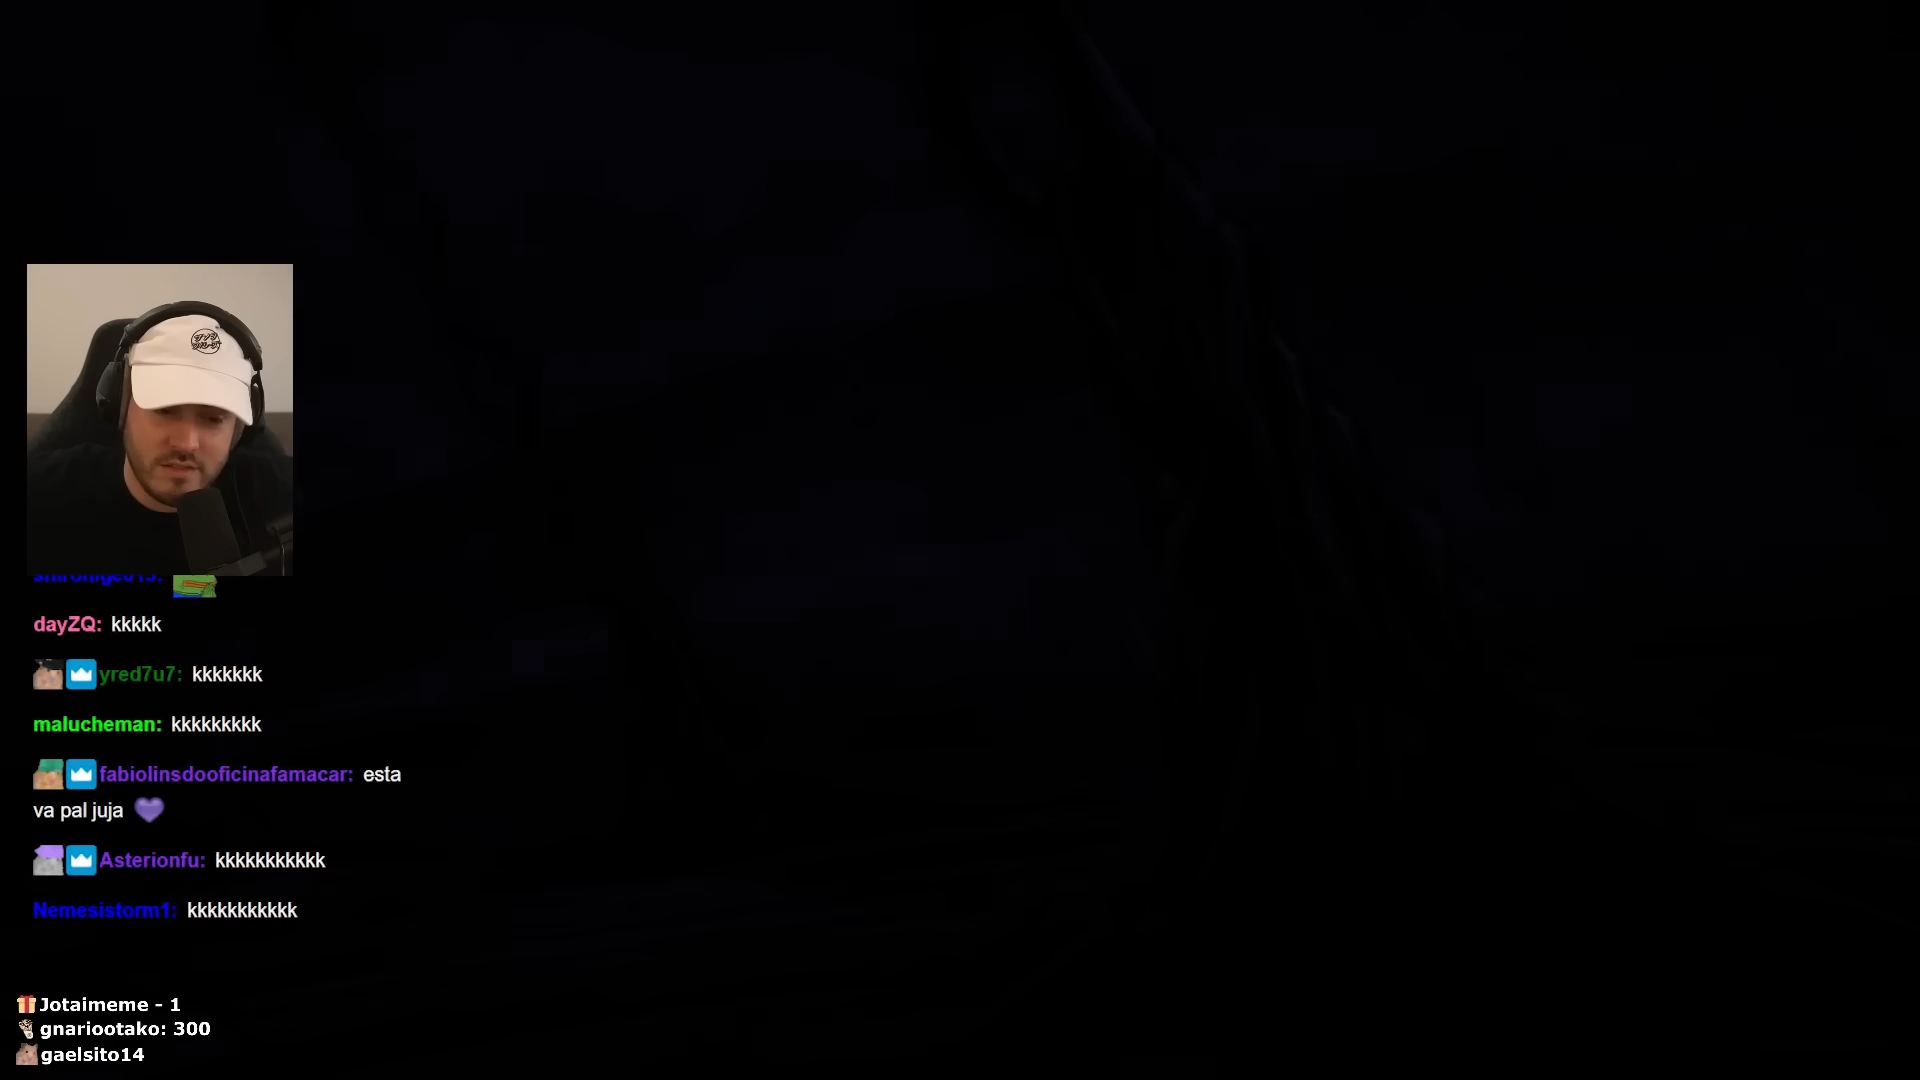 dayZQ: kkkkk
yred7u7: kkkkkkk
malucheman: kkkkkkkkk
fabiolinsdooficinafamacar: esta
va pal juja
Asterionfu: kkkkkkkkkkk
Nemesistorm1: kkkkkkkkkkk
Jotaimeme - 1
gnariootako: 300
gaelsito14